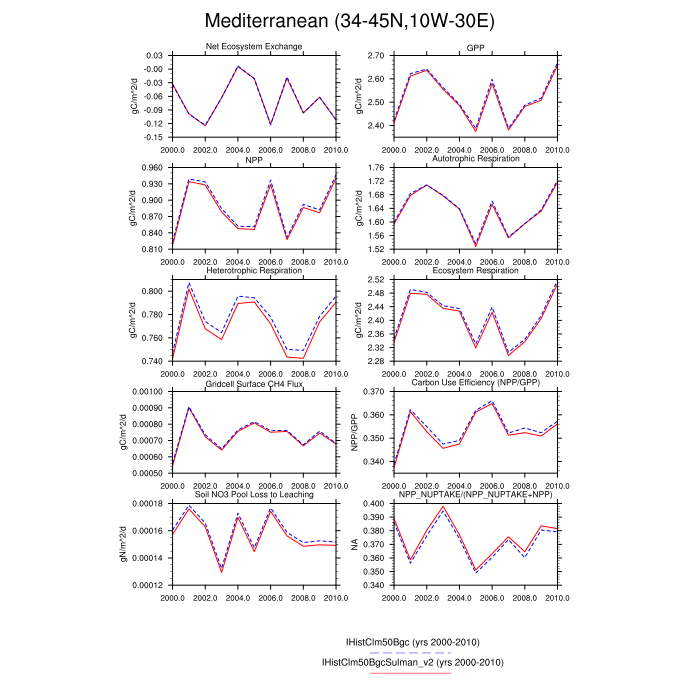 Mediterranean (34-45N,10W-30E)
Net Ecosystem Exchange
gC/m^2/d
0.03
-0.00
-0.03
-0.06
-0.09
-0.12
-0.15
2000.0 2002.0 2004.0 2006.0 2008.0 2010.0
GPP
gC/m^2/d
2.70
2.60
2.50
2.40
2000.0 2002.0 2004.0 2006.0 2008.0 2010.0
NPP
gC/m^2/d
0.960
0.930
0.900
0.870
0.840
0.810
2000.0 2002.0 2004.0 2006.0 2008.0 2010.0
Autotrophic Respiration
gC/m^2/d
1.76
1.72
1.68
1.64
1.60
1.56
1.52
2000.0 2002.0 2004.0 2006.0 2008.0 2010.0
Heterotrophic Respiration
gC/m^2/d
0.800
0.780
0.760
0.740
2000.0 2002.0 2004.0 2006.0 2008.0 2010.0
Ecosystem Respiration
gC/m^2/d
2.52
2.48
2.44
2.40
2.36
2.32
2.28
2000.0 2002.0 2004.0 2006.0 2008.0 2010.0
Gridcell Surface CH4 Flux
gC/m^2/d
0.00100
0.00090
0.00080
0.00070
0.00060
0.00050
2000.0 2002.0 2004.0 2006.0 2008.0 2010.0
Carbon Use Efficiency (NPP/GPP)
NPP/GPP
0.370
0.360
0.350
0.340
2000.0 2002.0 2004.0 2006.0 2008.0 2010.0
Soil NO3 Pool Loss to Leaching
gN/m^2/d
0.00018
0.00016
0.00014
0.00012
2000.0 2002.0 2004.0 2006.0 2008.0 2010.0
NPP_NUPTAKE/(NPP_NUPTAKE+NPP)
NA
0.400
0.390
0.380
0.370
0.360
0.350
0.340
2000.0 2002.0 2004.0 2006.0 2008.0 2010.0
IHistClm50Bgc (yrs 2000-2010)
IHistClm50BgcSulman_v2 (yrs 2000-2010)